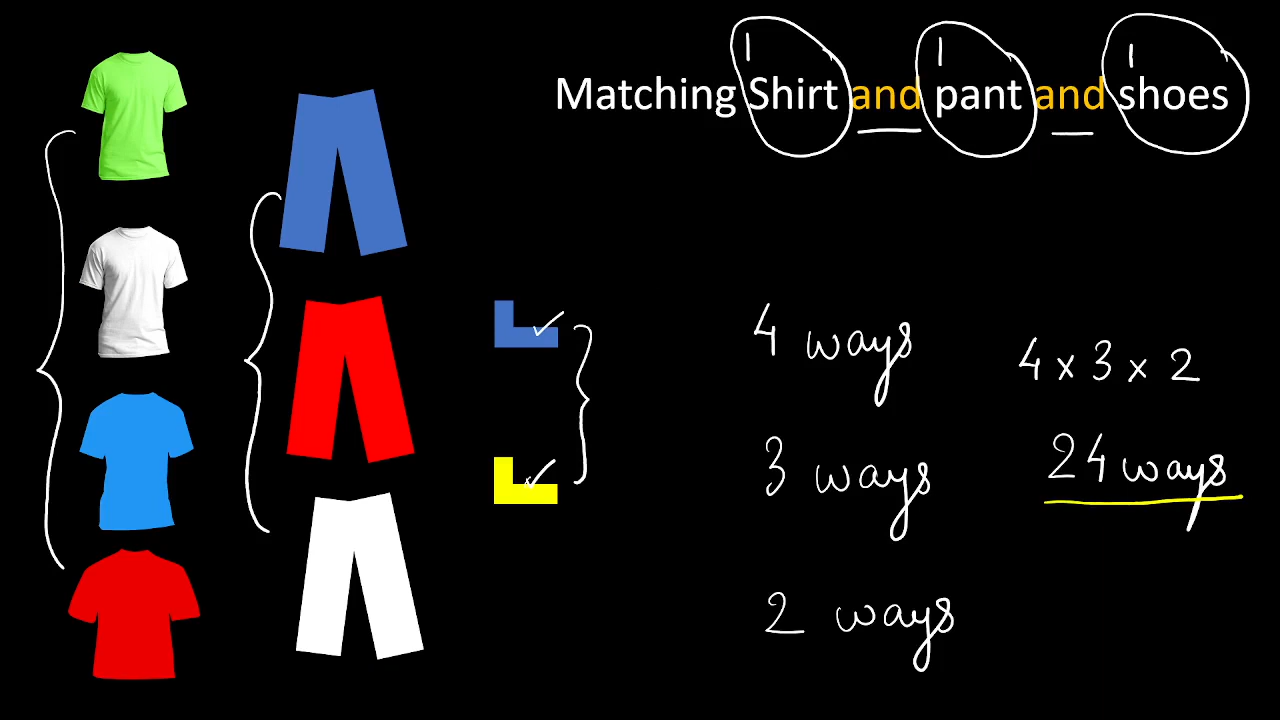 1 1 1
Matching Shirt and pant and shoes
4 ways
4 x 3 x 2
3 ways
24 ways
2 ways